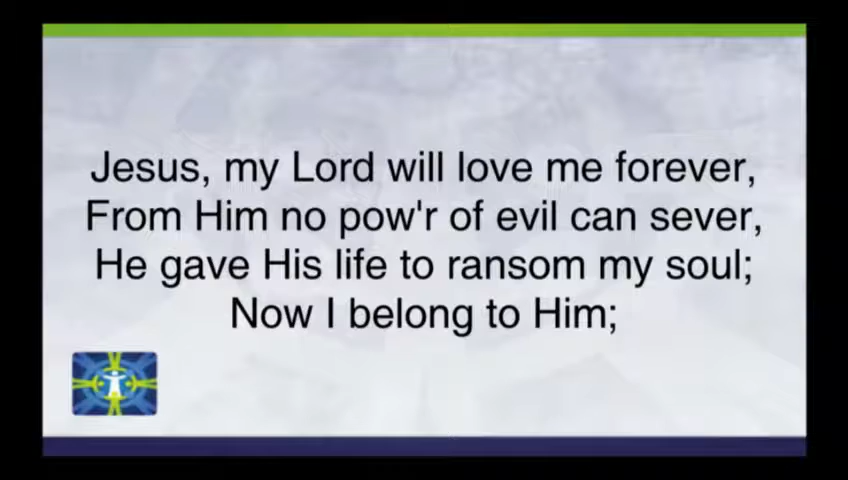 Jesus, my Lord will love me forever,
From Him no pow'r of evil can sever,
He gave His life to ransom my soul;
Now I belong to Him;